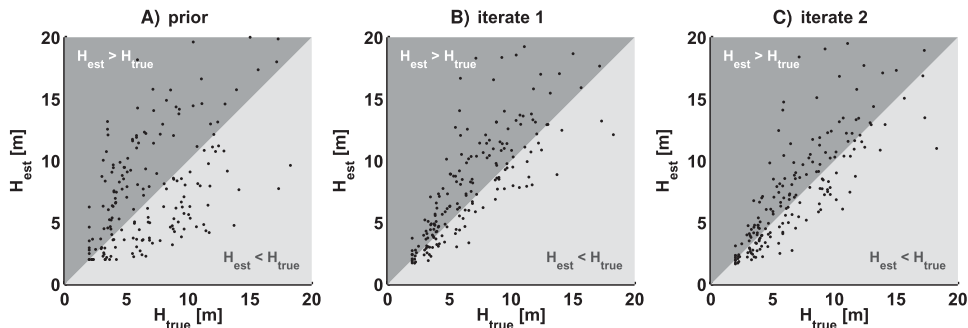 A) prior
B) iterate 1
C) iterate 2
20
15
10
5
0
H_est [m]
H_est > H_true
H_est < H_true
0 5 10 15 20
H_true [m]
20
15
10
5
0
H_est [m]
H_est > H_true
H_est < H_true
0 5 10 15 20
H_true [m]
20
15
10
5
0
H_est [m]
H_est > H_true
H_est < H_true
0 5 10 15 20
H_true [m]